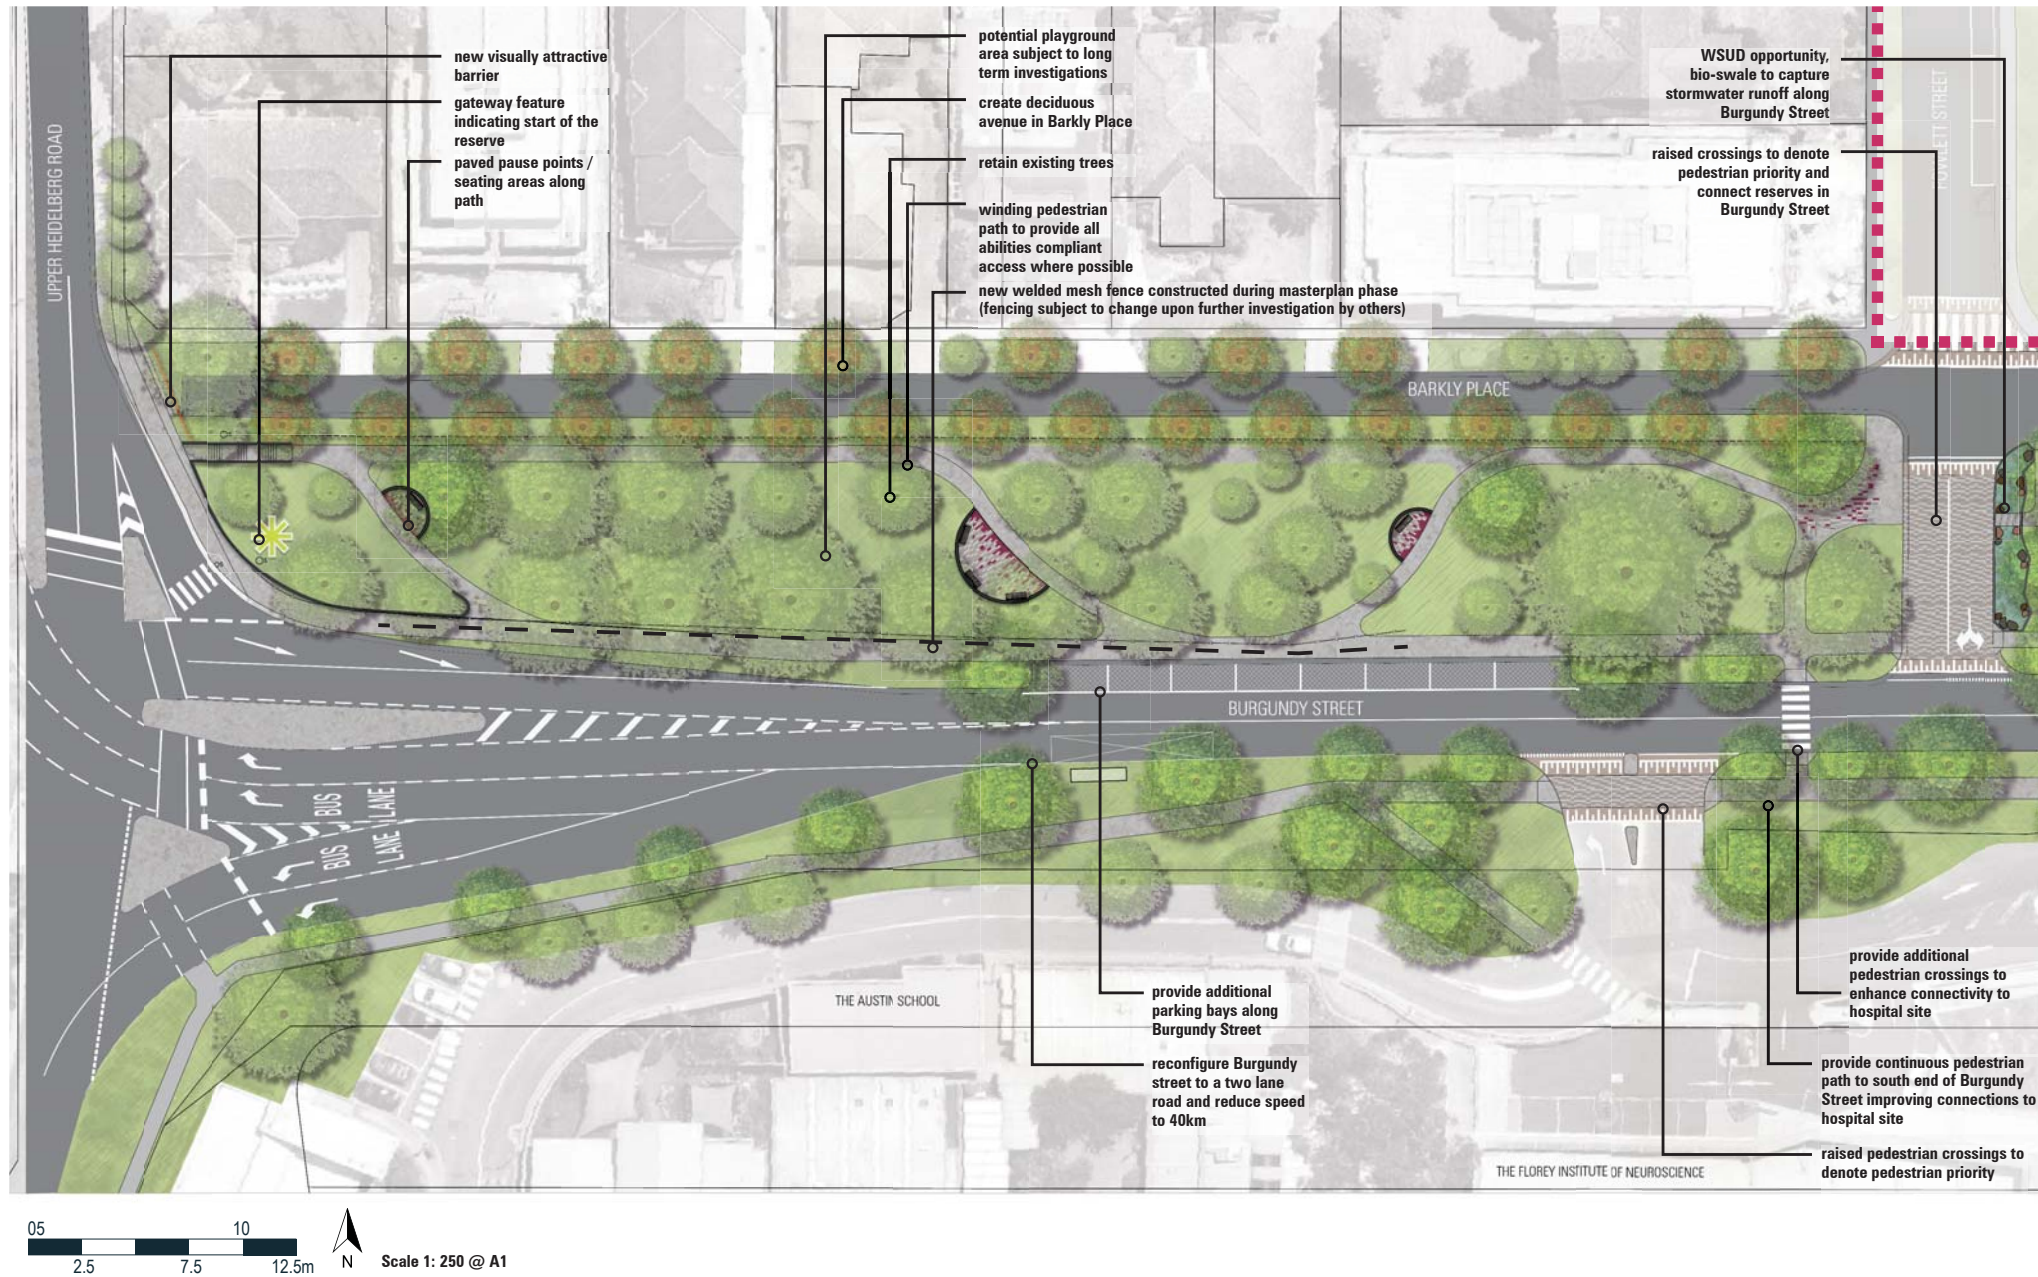 new visually attractive
barrier
gateway feature
indicating start of the
reserve
paved pause points /
seating areas along
path
potential playground
area subject to long
term investigations
create deciduous
avenue in Barkly Place
retain existing trees
winding pedestrian
path to provide all
abilities compliant
access where possible
new welded mesh fence constructed during masterplan phase
(fencing subject to change upon further investigation by others)
WSUD opportunity,
bio-swale to capture
stormwater runoff along
Burgundy Street
raised crossings to denote
pedestrian priority and
connect reserves in
Burgundy Street
UPPER HEIDELBERG ROAD
STREET
BARKLY PLACE
BURGUNDY STREET
BUS
LANE
BUS
LANE
THE AUSTIN SCHOOL
provide additional
parking bays along
Burgundy Street
reconfigure Burgundy
street to a two lane
road and reduce speed
to 40km
provide additional
pedestrian crossings to
enhance connectivity to
hospital site
provide continuous pedestrian
path to south end of Burgundy
Street improving connections to
hospital site
raised pedestrian crossings to
denote pedestrian priority
THE FLOREY INSTITUTE OF NEUROSCIENCE
05 10
2.5 7.5 12.5m
N
Scale 1: 250 @ A1